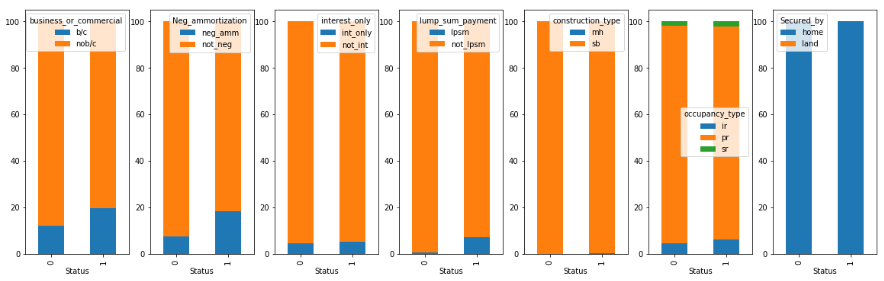 business_or_commercial
b/c
nob/c
100
80
60
40
20
0
0
1
Status
Neg_ammortization
neg_amm
not_neg
100
80
60
40
20
0
0
1
Status
interest_only
int_only
not_int
100
80
60
40
20
0
0
1
Status
lump_sum_payment
lpsm
not_lpsm
100
80
60
40
20
0
0
1
Status
construction_type
mh
sb
100
80
60
40
20
0
0
1
Status
occupancy_type
ir
pr
sr
100
80
60
40
20
0
0
1
Status
Secured_by
home
land
100
80
60
40
20
0
0
1
Status